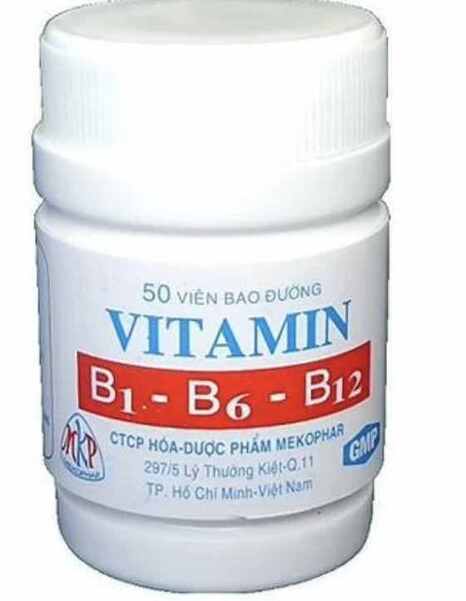 50 VIÊN BAO ĐƯỜNG
VITAMIN
B1 - B6 - B12
CTCP HÓA-DƯỢC PHẨM MEKOPHAR
297/5 Lý Thường Kiệt-Q.11
TP. Hồ Chí Minh-Việt Nam
MKP
GMP